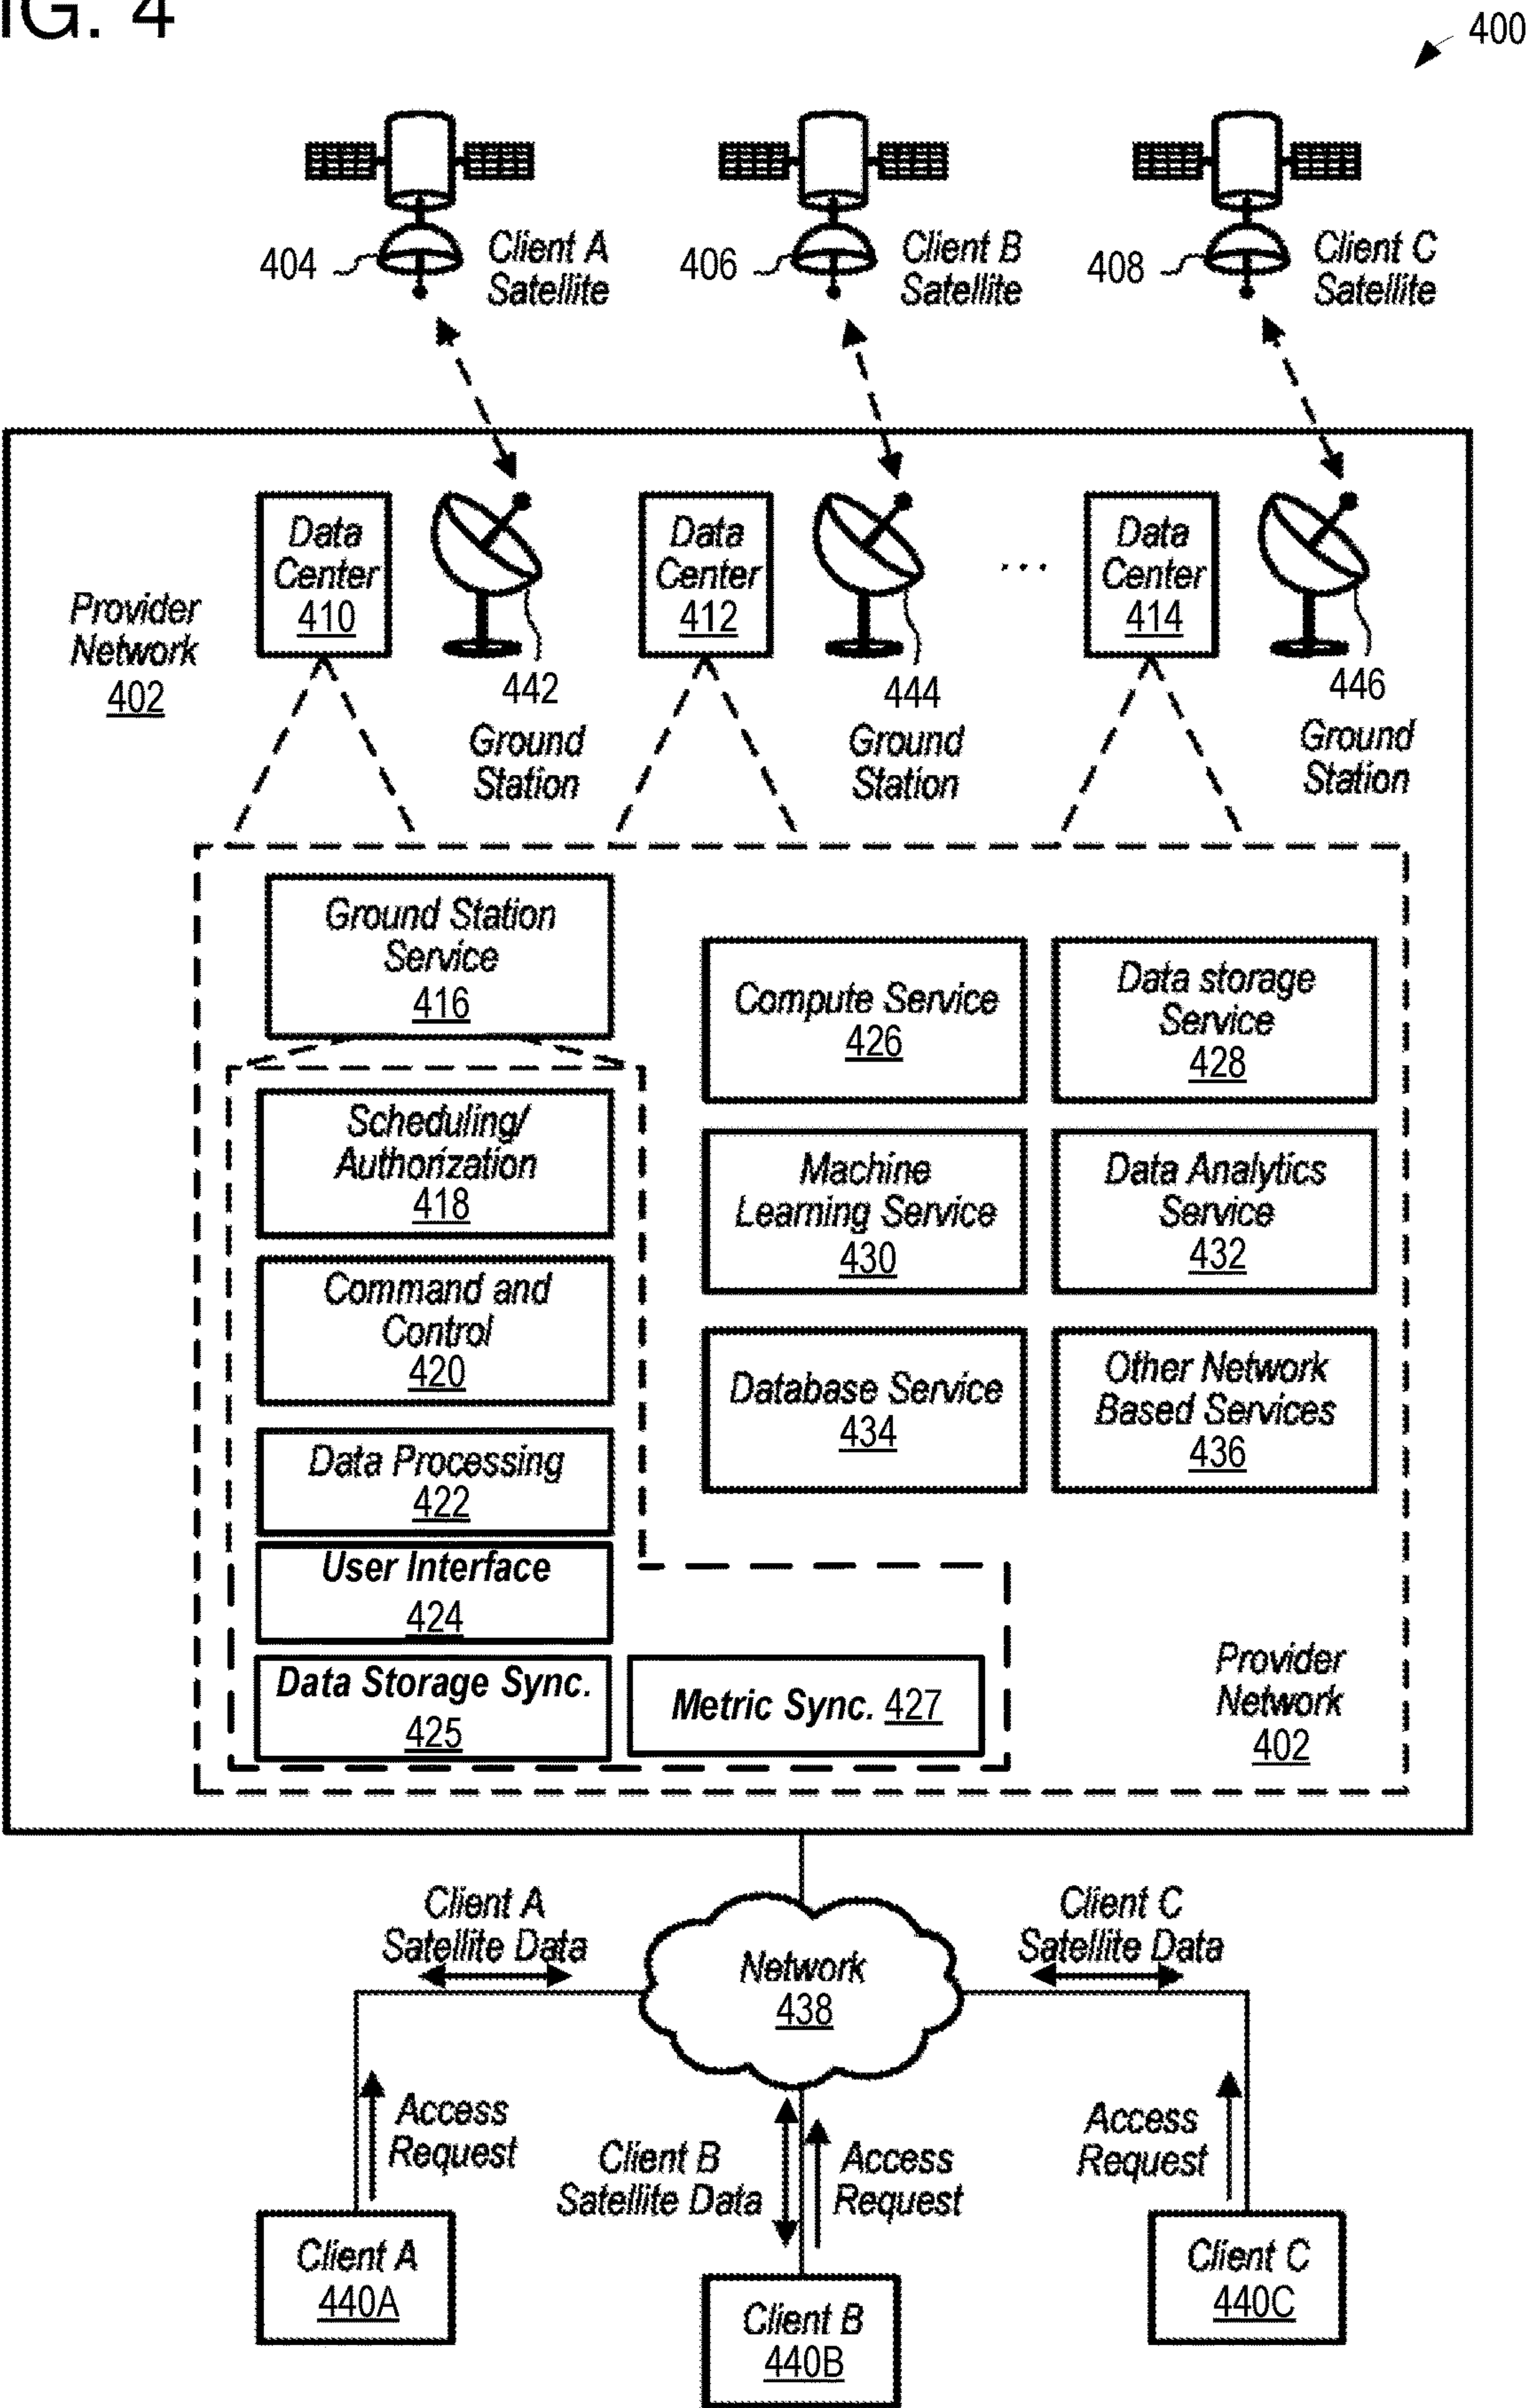 IG. 4
400
404
Client A
Satellite
406
Client B
Satellite
408
Client C
Satellite
Provider
Network
402
Data
Center
410
442
Ground
Station
Data
Center
412
444
Ground
Station
...
Data
Center
414
446
Ground
Station
Ground Station
Service
416
Scheduling/
Authorization
418
Command and
Control
420
Data Processing
422
User Interface
424
Data Storage Sync.
425
Metric Sync. 427
Compute Service
426
Data storage
Service
428
Machine
Learning Service
430
Data Analytics
Service
432
Database Service
434
Other Network
Based Services
436
Provider
Network
402
Client A
Satellite Data
Network
438
Client C
Satellite Data
Access
Request
Client B
Satellite Data
Access
Request
Access
Request
Client A
440A
Client B
440B
Client C
440C